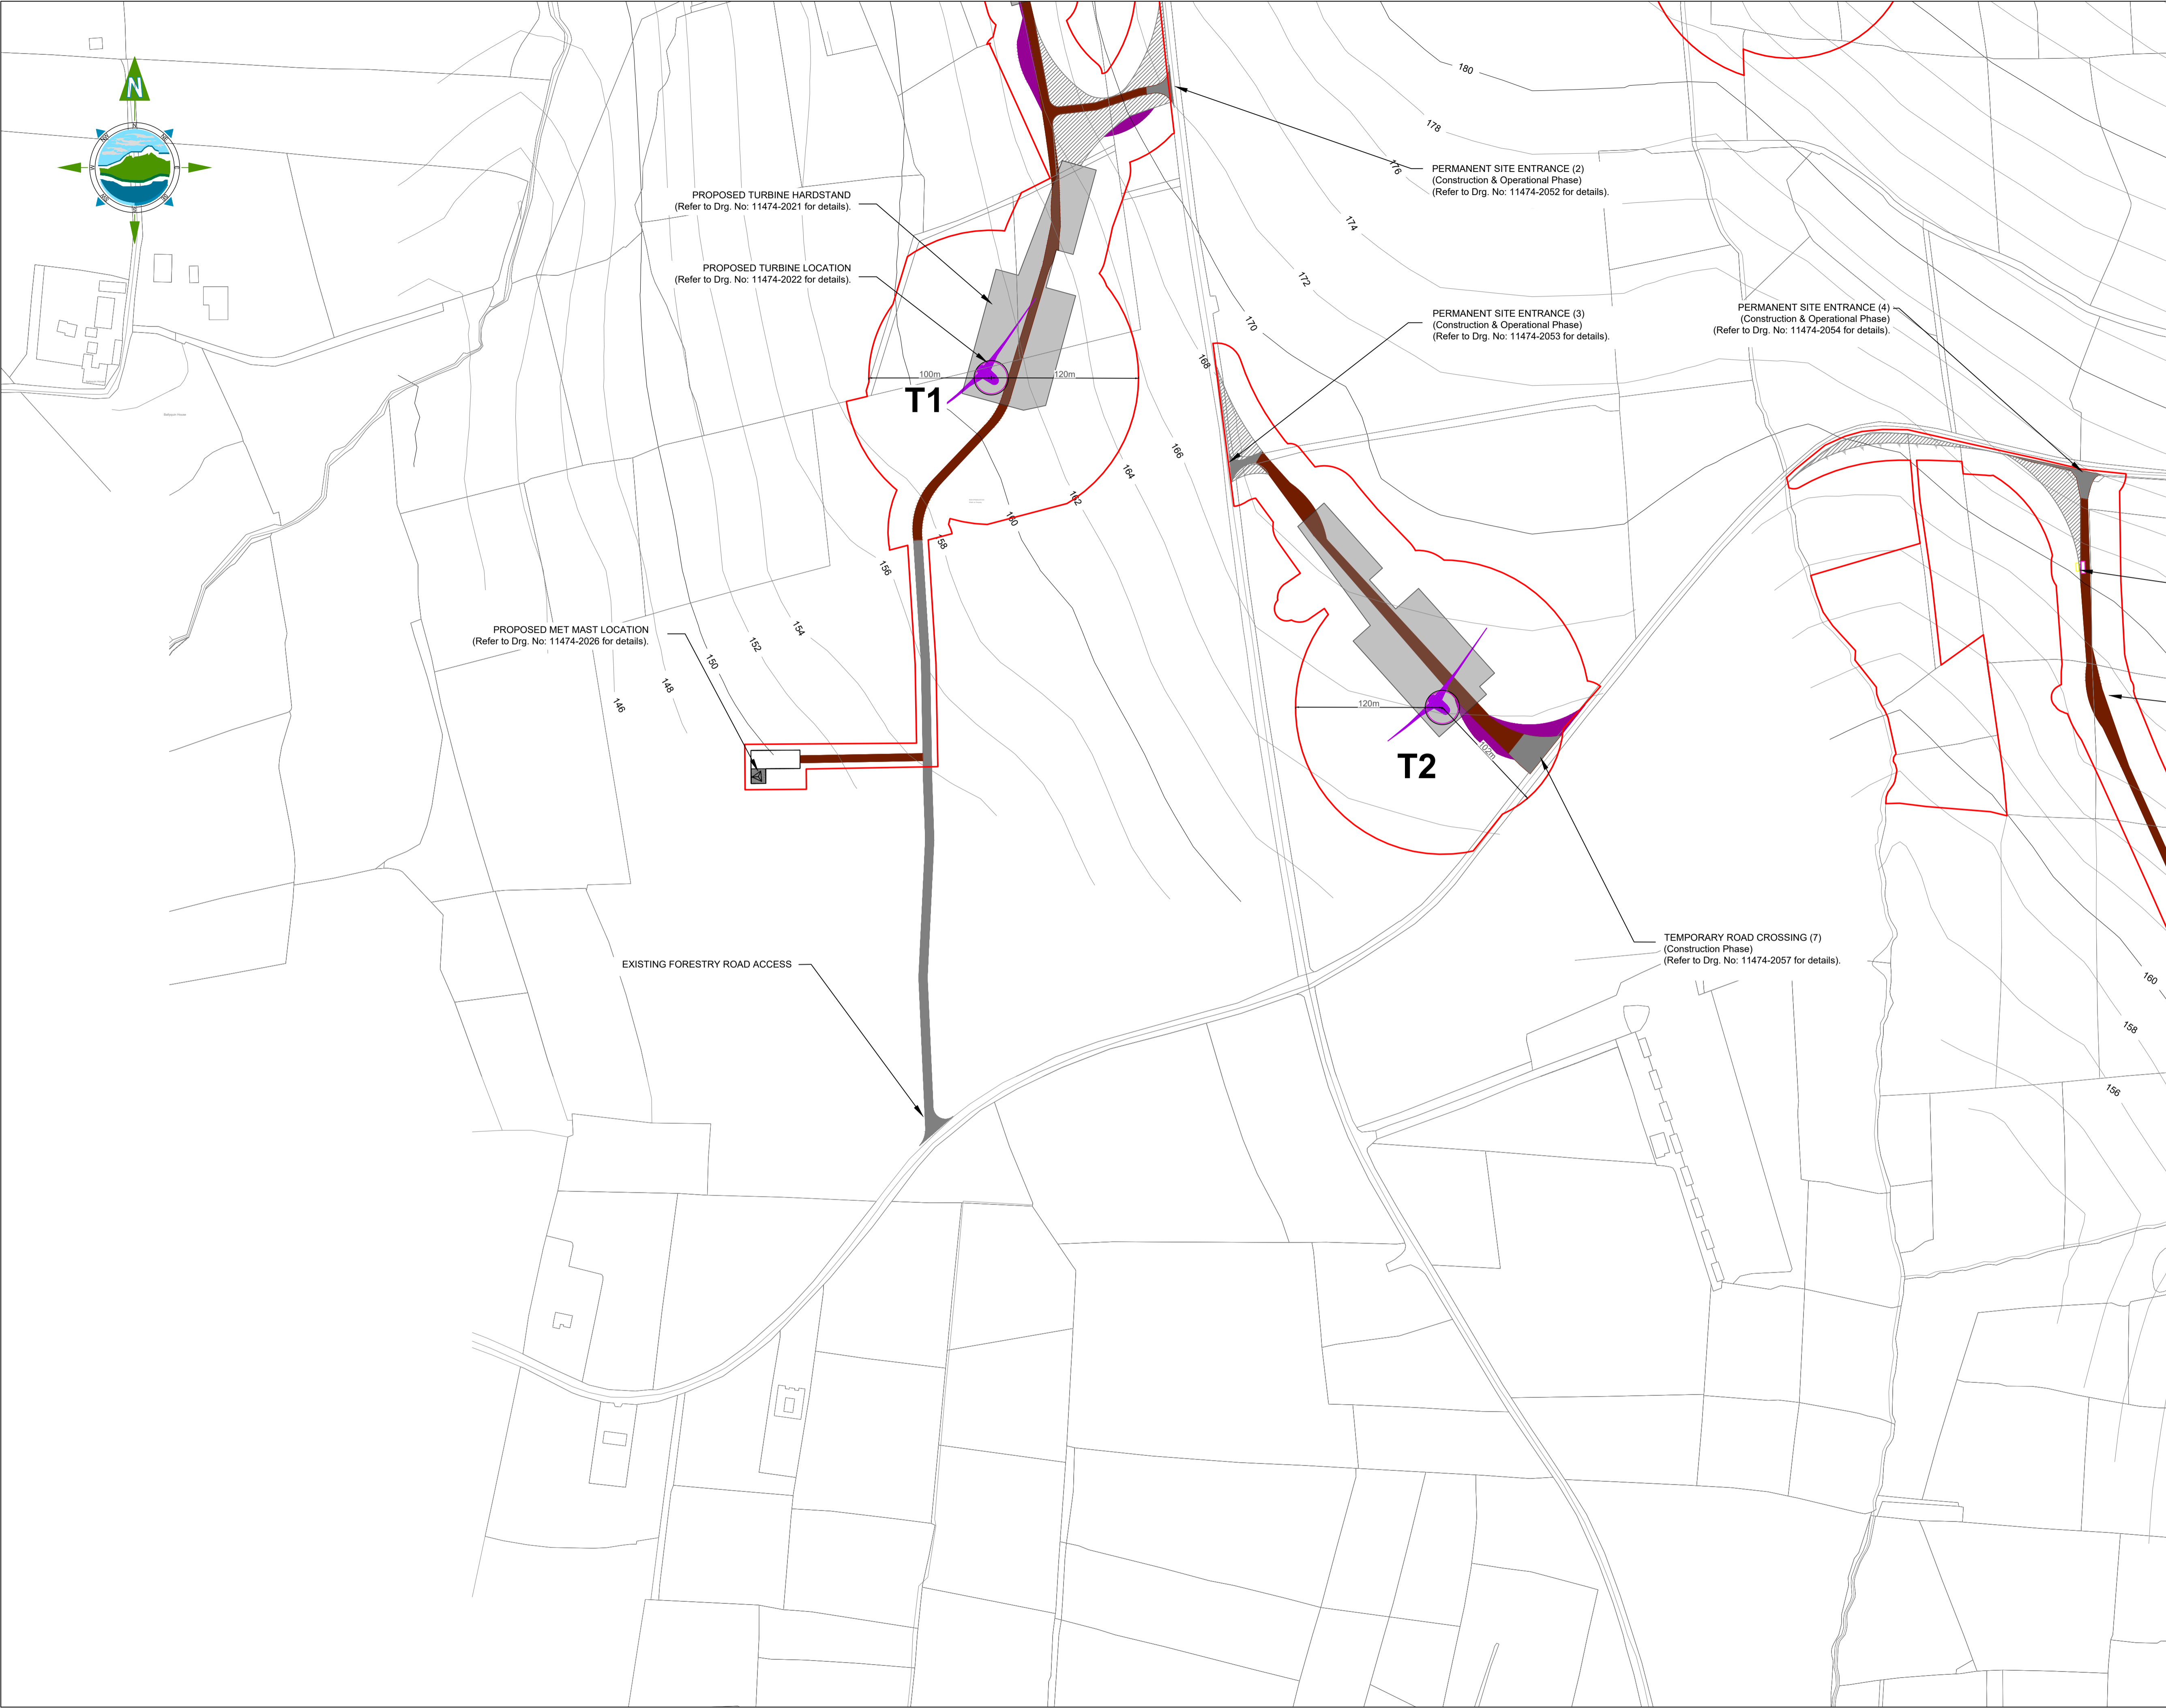 N
N
NE
E
SE
S
SW
W
NW
180
178
176
174
172
170
168
166
164
162
160
158
156
154
152
150
148
146
PERMANENT SITE ENTRANCE (2)
(Construction & Operational Phase)
(Refer to Drg. No: 11474-2052 for details).
PROPOSED TURBINE HARDSTAND
(Refer to Drg. No: 11474-2021 for details).
PROPOSED TURBINE LOCATION
(Refer to Drg. No: 11474-2022 for details).
PERMANENT SITE ENTRANCE (3)
(Construction & Operational Phase)
(Refer to Drg. No: 11474-2053 for details).
PERMANENT SITE ENTRANCE (4)
(Construction & Operational Phase)
(Refer to Drg. No: 11474-2054 for details).
100m
120m
T1
PROPOSED MET MAST LOCATION
(Refer to Drg. No: 11474-2026 for details).
120m
102m
T2
TEMPORARY ROAD CROSSING (7)
(Construction Phase)
(Refer to Drg. No: 11474-2057 for details).
EXISTING FORESTRY ROAD ACCESS
160
158
156